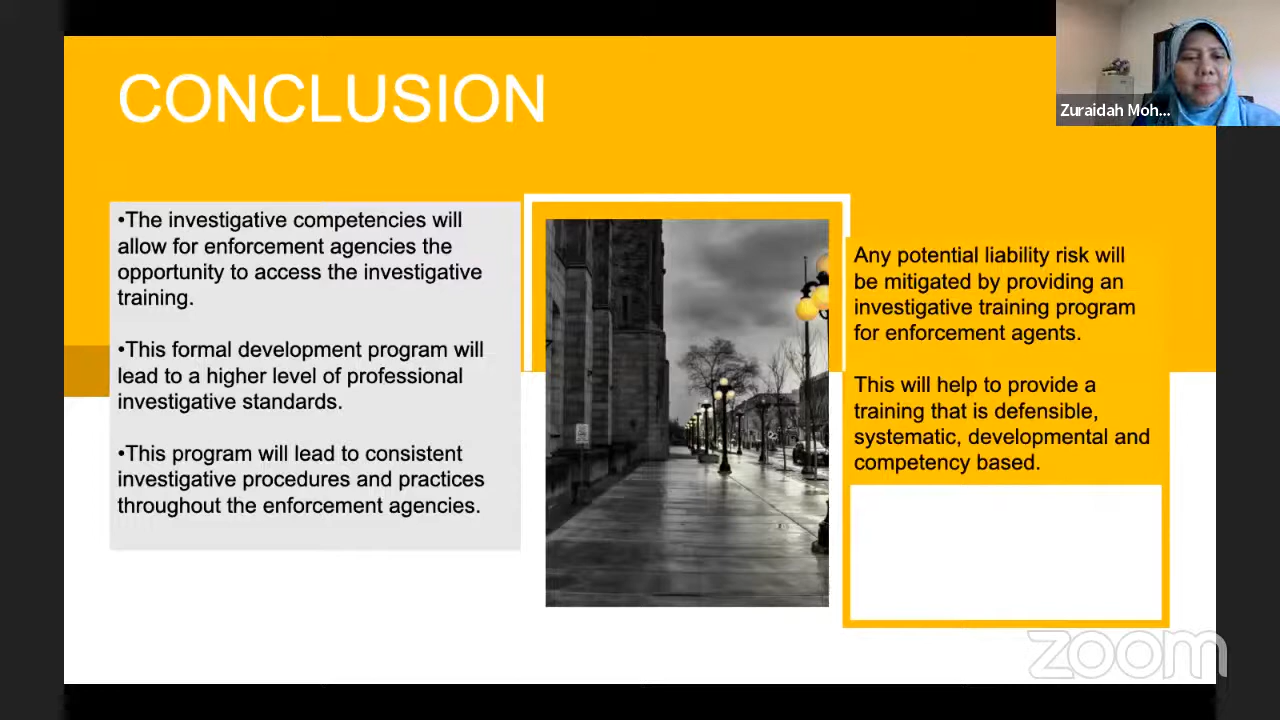 CONCLUSION
Zuraidah Moh...
•The investigative competencies will
allow for enforcement agencies the
opportunity to access the investigative
training.
•This formal development program will
lead to a higher level of professional
investigative standards.
•This program will lead to consistent
investigative procedures and practices
throughout the enforcement agencies.
Any potential liability risk will
be mitigated by providing an
investigative training program
for enforcement agents.
This will help to provide a
training that is defensible,
systematic, developmental and
competency based.
zoom